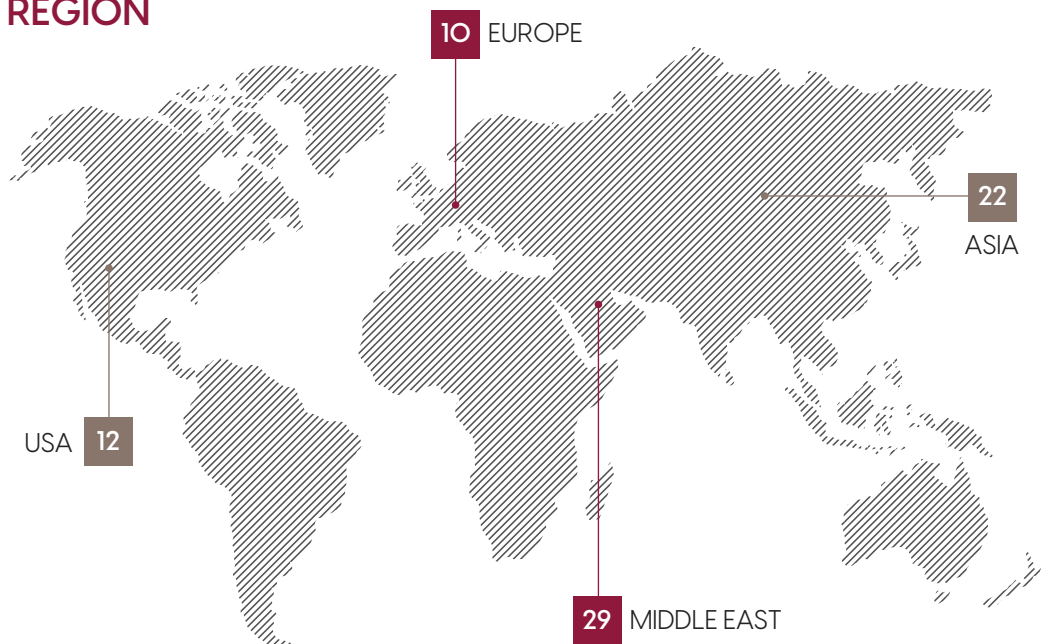 REGION
10 EUROPE
22
ASIA
USA 12
29 MIDDLE EAST